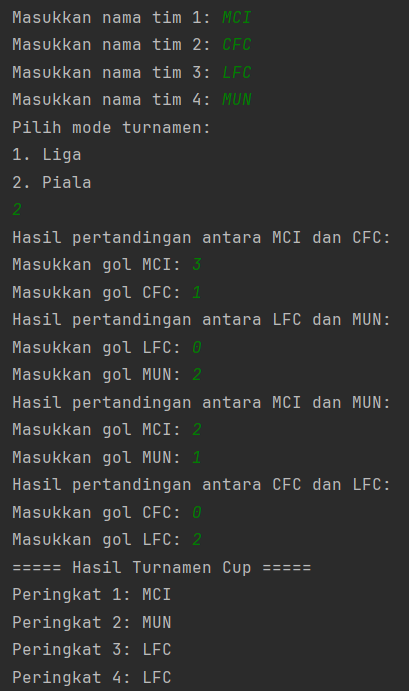 Masukkan nama tim 1: MCI
Masukkan nama tim 2: CFC
Masukkan nama tim 3: LFC
Masukkan nama tim 4: MUN
Pilih mode turnamen:
1. Liga
2. Piala
2
Hasil pertandingan antara MCI dan CFC:
Masukkan gol MCI: 3
Masukkan gol CFC: 1
Hasil pertandingan antara LFC dan MUN:
Masukkan gol LFC: 0
Masukkan gol MUN: 2
Hasil pertandingan antara MCI dan MUN:
Masukkan gol MCI: 2
Masukkan gol MUN: 1
Hasil pertandingan antara CFC dan LFC:
Masukkan gol CFC: 0
Masukkan gol LFC: 2
===== Hasil Turnamen Cup =====
Peringkat 1: MCI
Peringkat 2: MUN
Peringkat 3: LFC
Peringkat 4: LFC